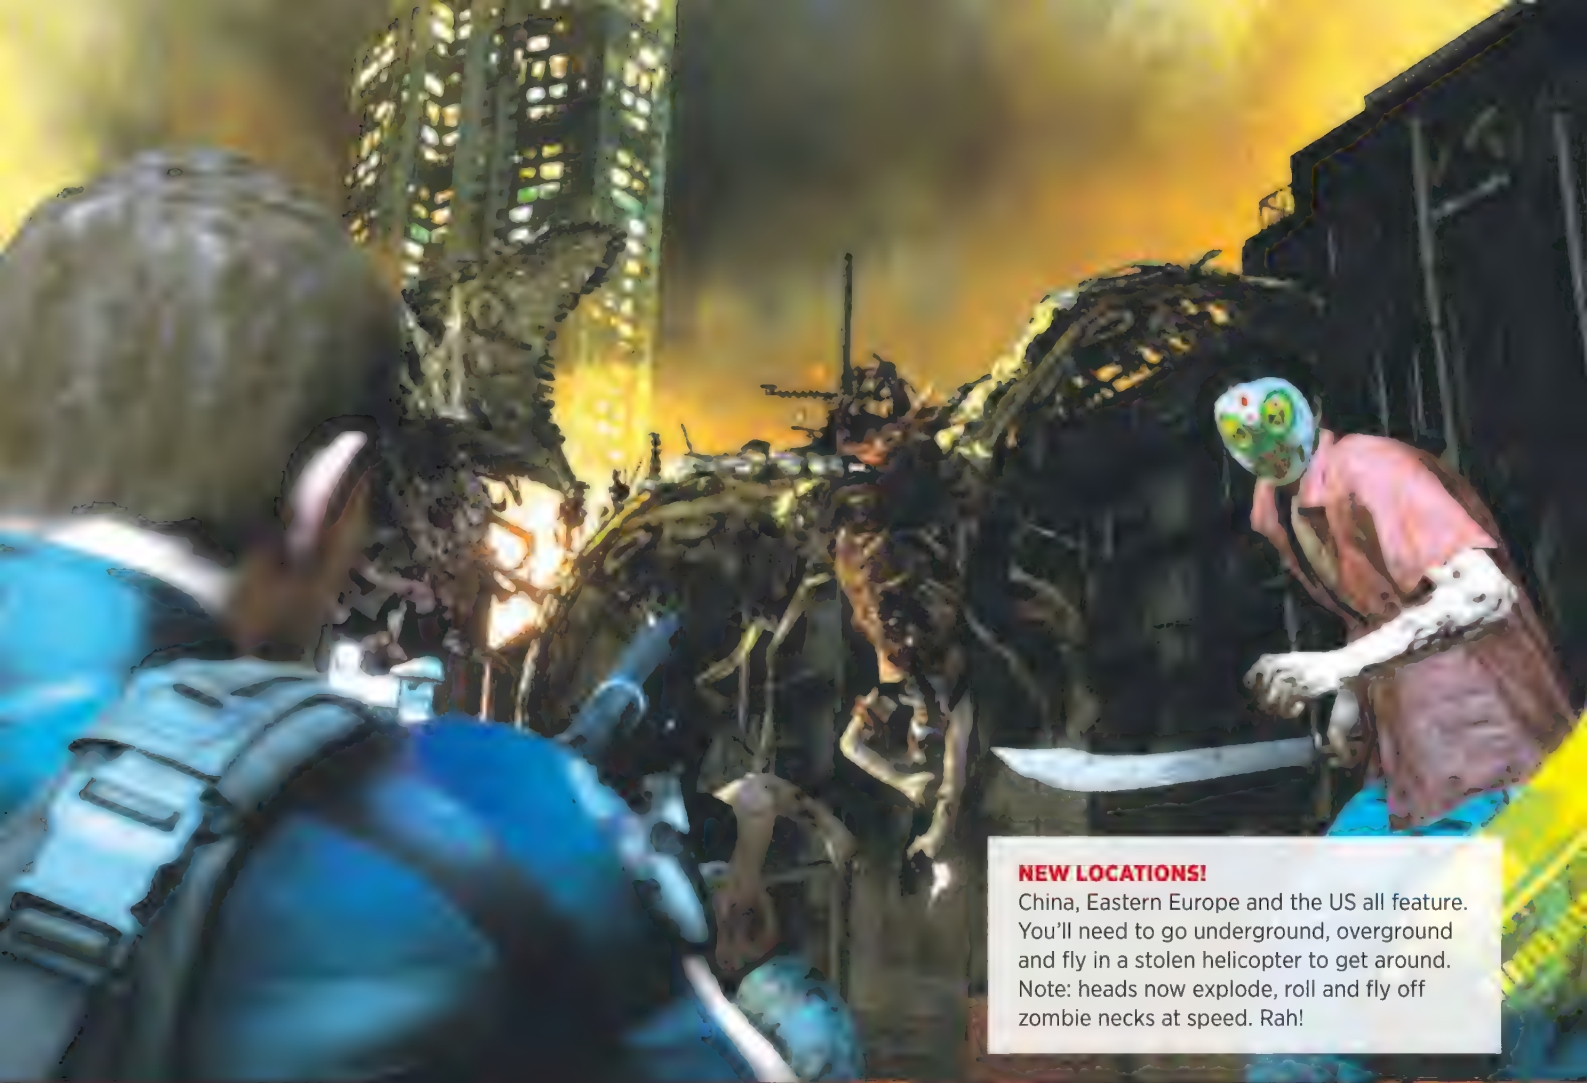 NEW LOCATIONS!
China, Eastern Europe and the US all feature.
You'll need to go underground, overground
and fly in a stolen helicopter to get around.
Note: heads now explode, roll and fly off
zombie necks at speed. Rah!